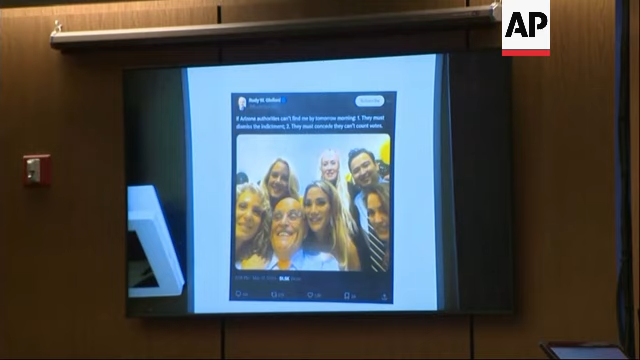 AP
Rudy W. Giuliani
Subscribe
If Arizona authorities can't find me by tomorrow morning: 1. They must
dismiss the indictment; 2. They must concede they can't count votes.